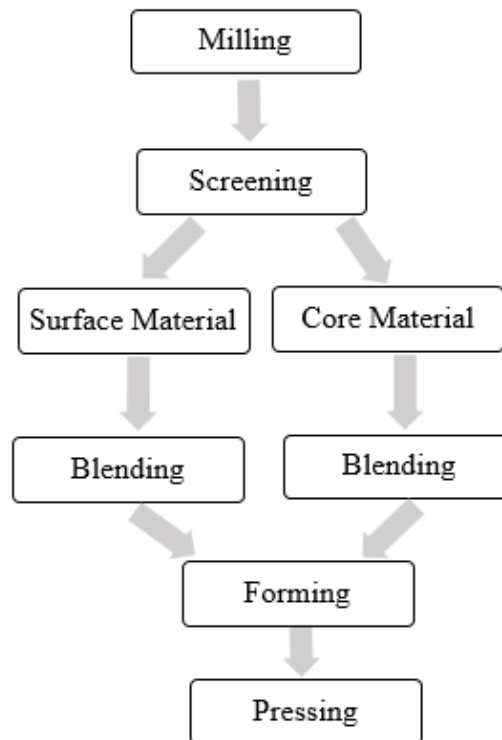 Milling
Screening
Surface Material
Core Material
Blending
Blending
Forming
Pressing